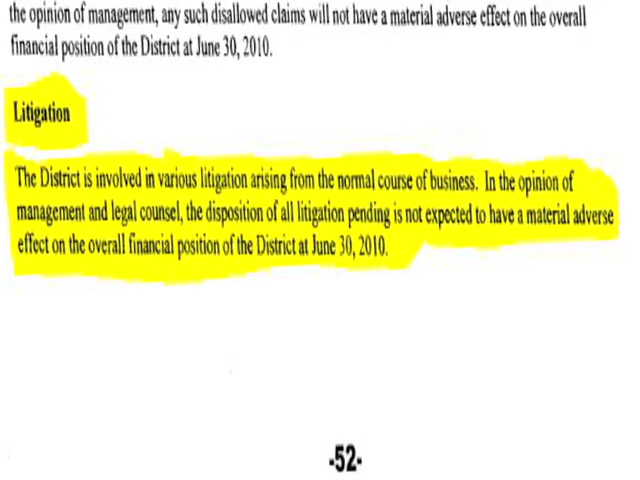 the opinion of management, any such disallowed claims will not have a material adverse effect on the overall
financial position of the District at June 30, 2010.
Litigation
The District is involved in various litigation arising from the normal course of business. In the opinion of
management and legal counsel, the disposition of all litigation pending is not expected to have a material adverse
effect on the overall financial position of the District at June 30, 2010.
-52-